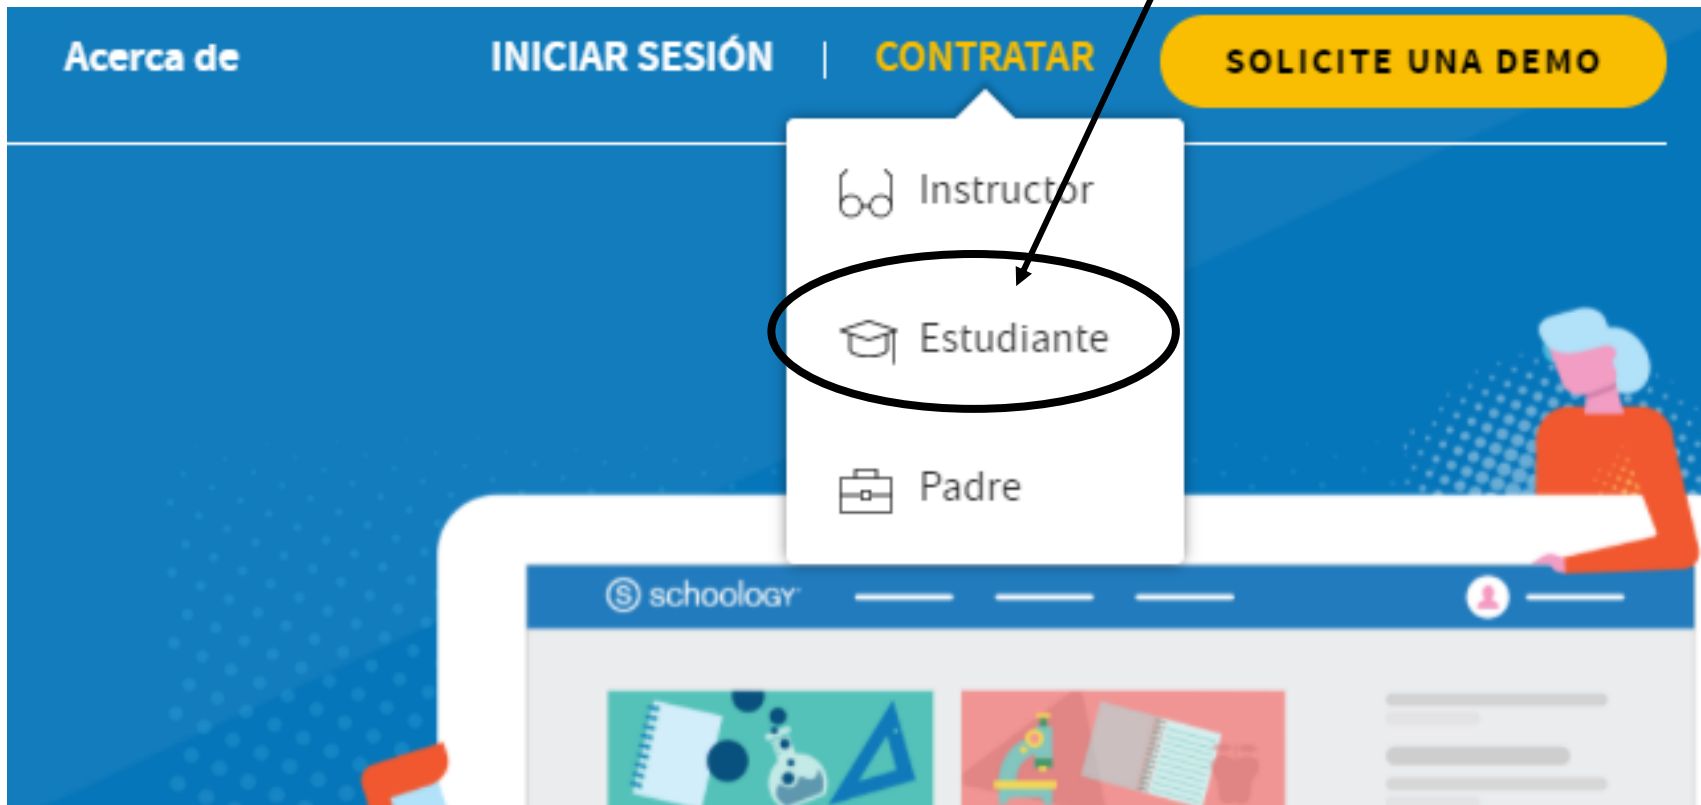 Acerca de
INICIAR SESIÓN | CONTRATAR
SOLICITE UNA DEMO
Instructor
Estudiante
Padre
S schoology